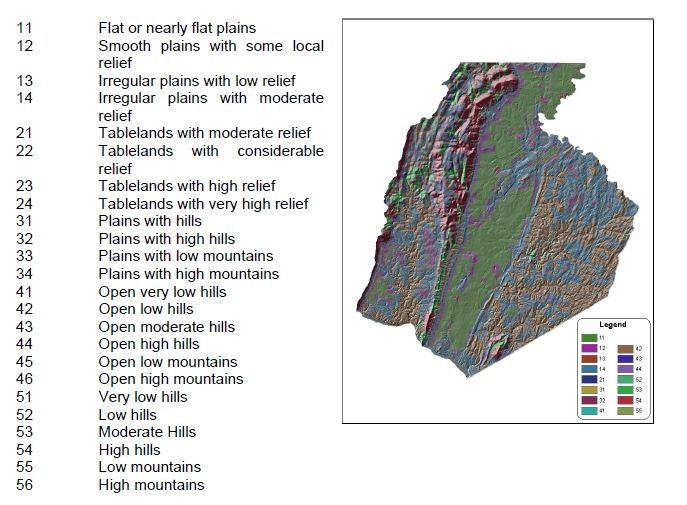 11 Flat or nearly flat plains
12 Smooth plains with some local
relief
13 Irregular plains with low relief
14 Irregular plains with moderate
relief
21 Tablelands with moderate relief
22 Tablelands with considerable
relief
23 Tablelands with high relief
24 Tablelands with very high relief
31 Plains with hills
32 Plains with high hills
33 Plains with low mountains
34 Plains with high mountains
41 Open very low hills
42 Open low hills
43 Open moderate hills
44 Open high hills
45 Open low mountains
46 Open high mountains
51 Very low hills
52 Low hills
53 Moderate Hills
54 High hills
55 Low mountains
56 High mountains
Legend
11
12 42
13 43
14 44
21 52
31 53
32 54
41 55